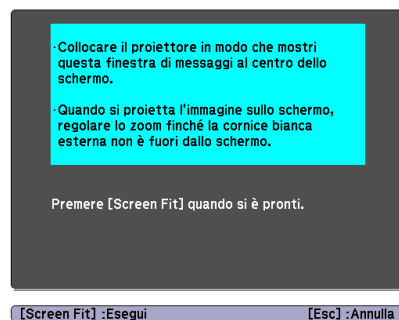 ·Collocare il proiettore in modo che mostri
questa finestra di messaggi al centro dello
schermo.
·Quando si proietta l'immagine sullo schermo,
regolare lo zoom finché la cornice bianca
esterna non è fuori dallo schermo.
Premere [Screen Fit] quando si è pronti.
[Screen Fit] :Esegui [Esc] :Annulla